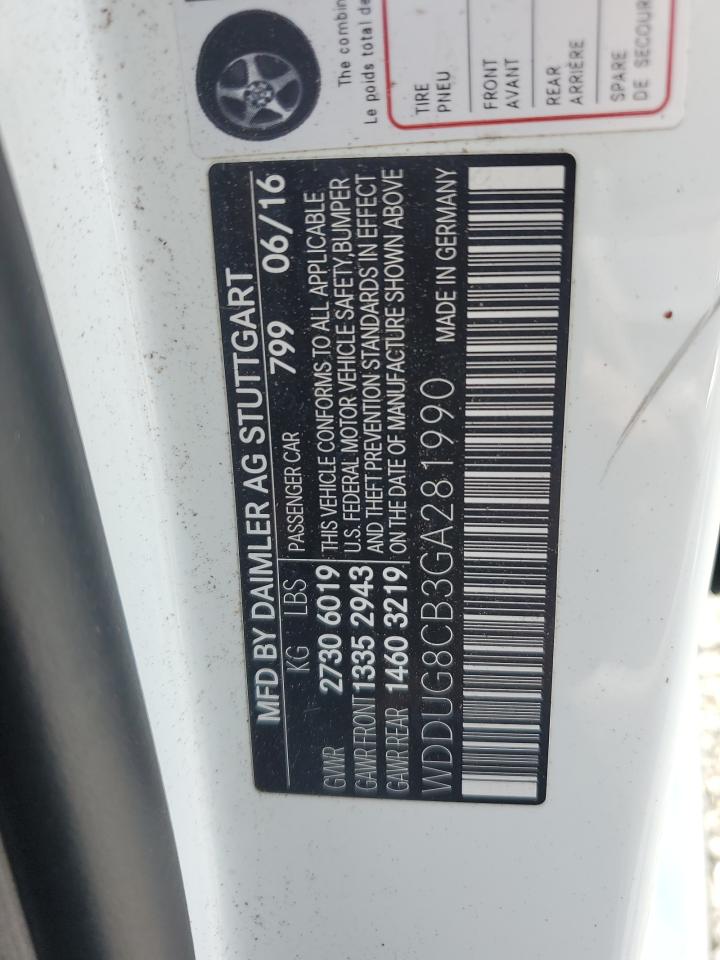 The combin
Le poids total de
TIRE
PNEU
FRONT
AVANT
REAR
ARRIÈRE
SPARE
DE SECOUR
MFD BY DAIMLER AG STUTTGART
KG LBS PASSENGER CAR 799 06/16
GVWR 2730 6019 THIS VEHICLE CONFORMS TO ALL APPLICABLE
GAWR FRONT 1335 2943 U.S. FEDERAL MOTOR VEHICLE SAFETY, BUMPER
AND THEFT PREVENTION STANDARDS IN EFFECT
GAWR REAR 1460 3219 ON THE DATE OF MANUFACTURE SHOWN ABOVE
WDDUG8CB3GA281990 MADE IN GERMANY